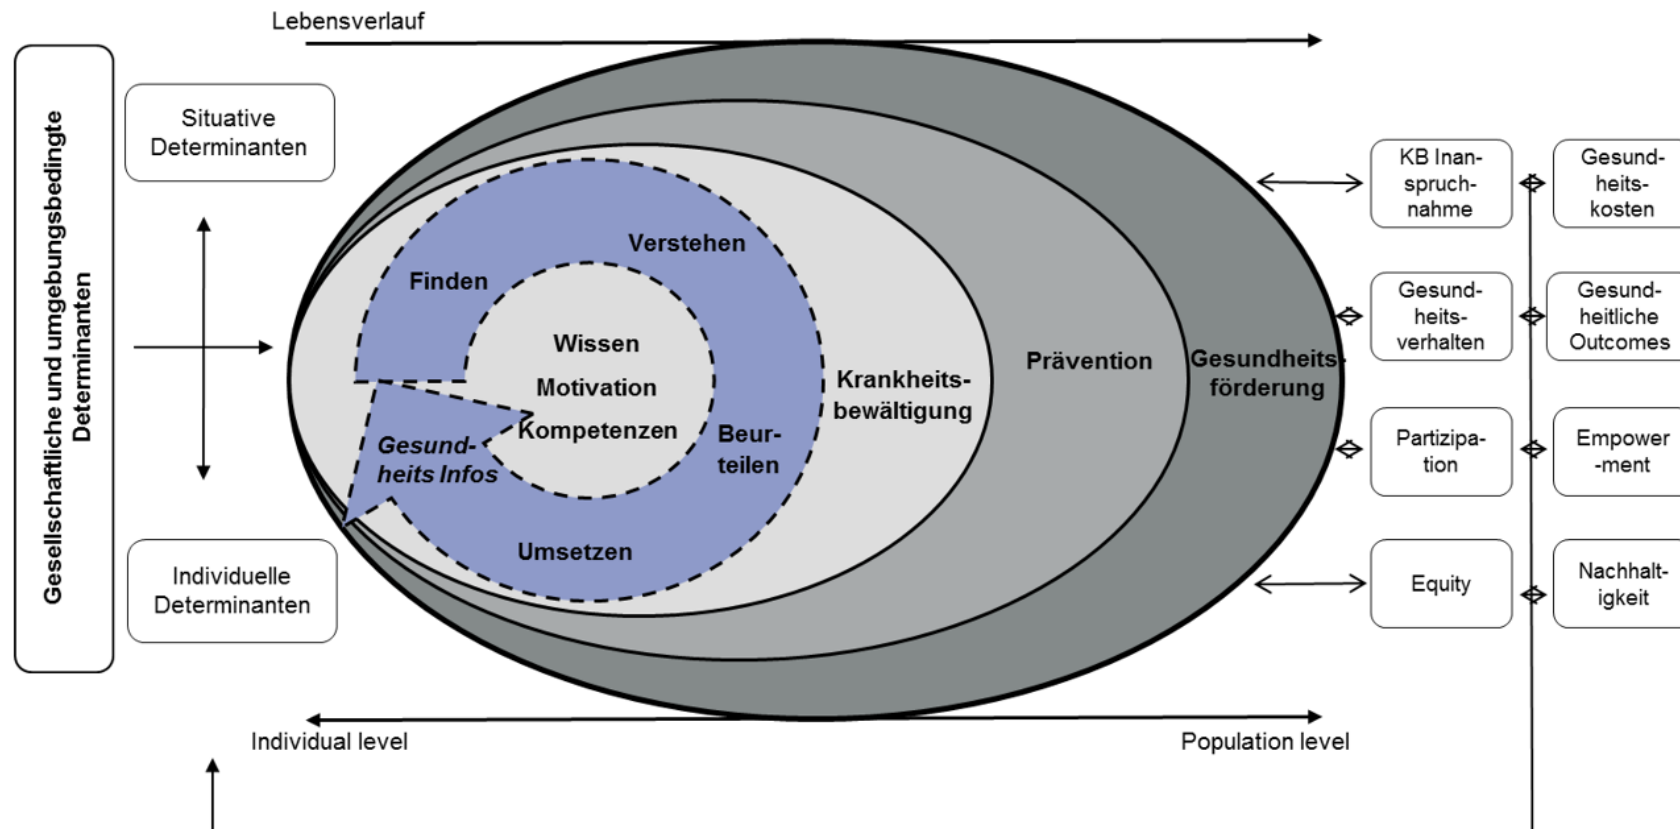 Lebensverlauf
Gesellschaftliche und umgebungsbedingte
Determinanten
Situative
Determinanten
Individuelle
Determinanten
Finden
Verstehen
Wissen
Motivation
Kompetenzen
Beur-
teilen
Umsetzen
Gesund-
heits Infos
Krankheits-
bewältigung
Prävention
Gesundheits-
förderung
KB Inan-
spruch-
nahme
Gesund-
heits-
kosten
Gesund-
heits-
verhalten
Gesund-
heitliche
Outcomes
Partizipa-
tion
Empower
-ment
Equity
Nachhalt-
igkeit
Individual level
Population level